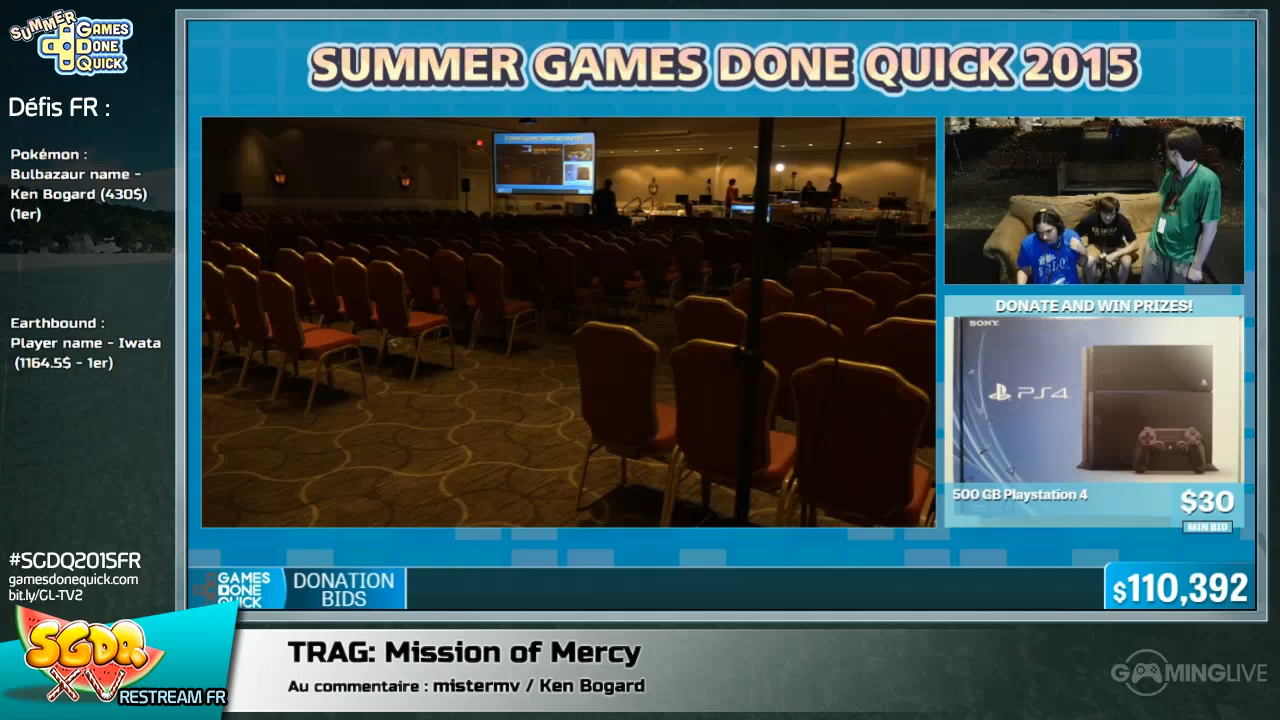 SUMMER
GAMES
DONE
QUICK
Défis FR :
Pokémon :
Bulbazaur name -
Ken Bogard (430$)
(1er)
Earthbound :
Player name - Iwata
(1164.5$ - 1er)
#SGDQ2015FR
gamesdonequick.com
bit.ly/GL-TV2
SUMMER GAMES DONE QUICK 2015
DONATE AND WIN PRIZES!
SONY
PS4
500 GB Playstation 4
$30
MIN BID
GAMES
DONE
QUICK
DONATION
BIDS
$110,392
SGDQ
XV
RESTREAM FR
TRAG: Mission of Mercy
Au commentaire : mistermv / Ken Bogard
GAMINGLIVE